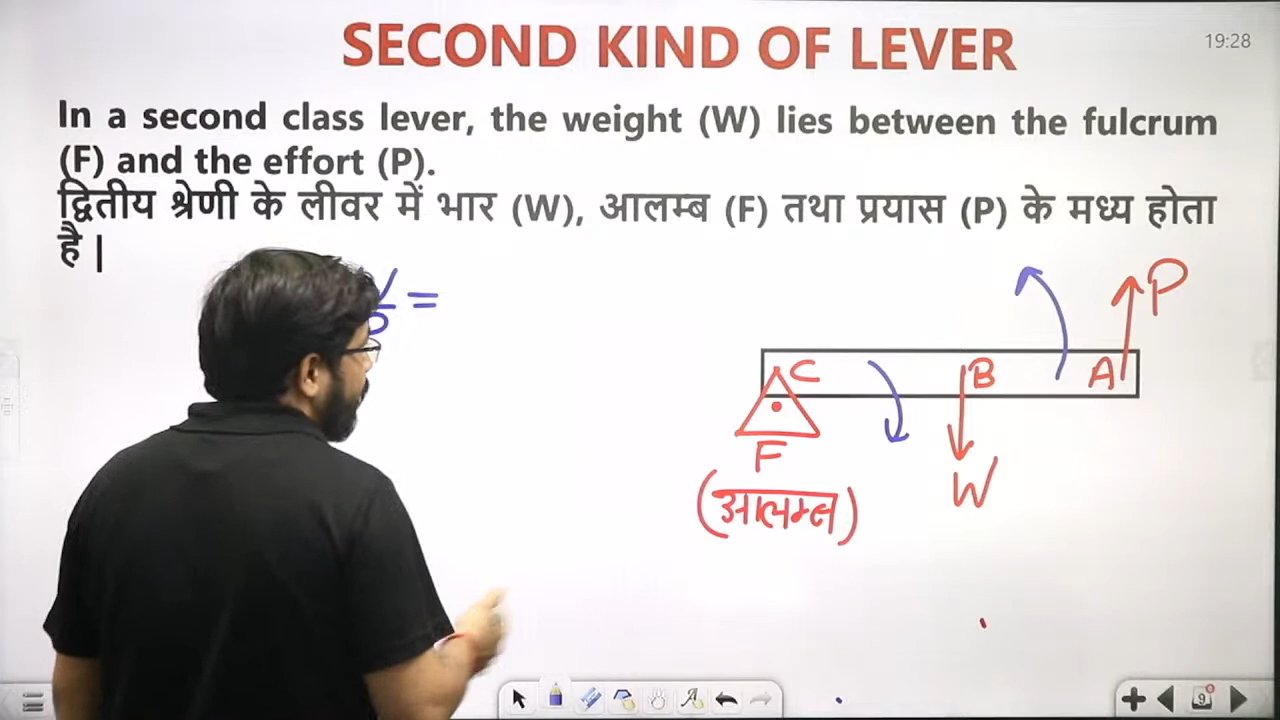 SECOND KIND OF LEVER
19:28
In a second class lever, the weight (W) lies between the fulcrum
(F) and the effort (P).
द्वितीय श्रेणी के लीवर में भार (W), आलम्ब (F) तथा प्रयास (P) के मध्य होता
है |
=
P
C
B
A
F
W
(आलम्ब)
9